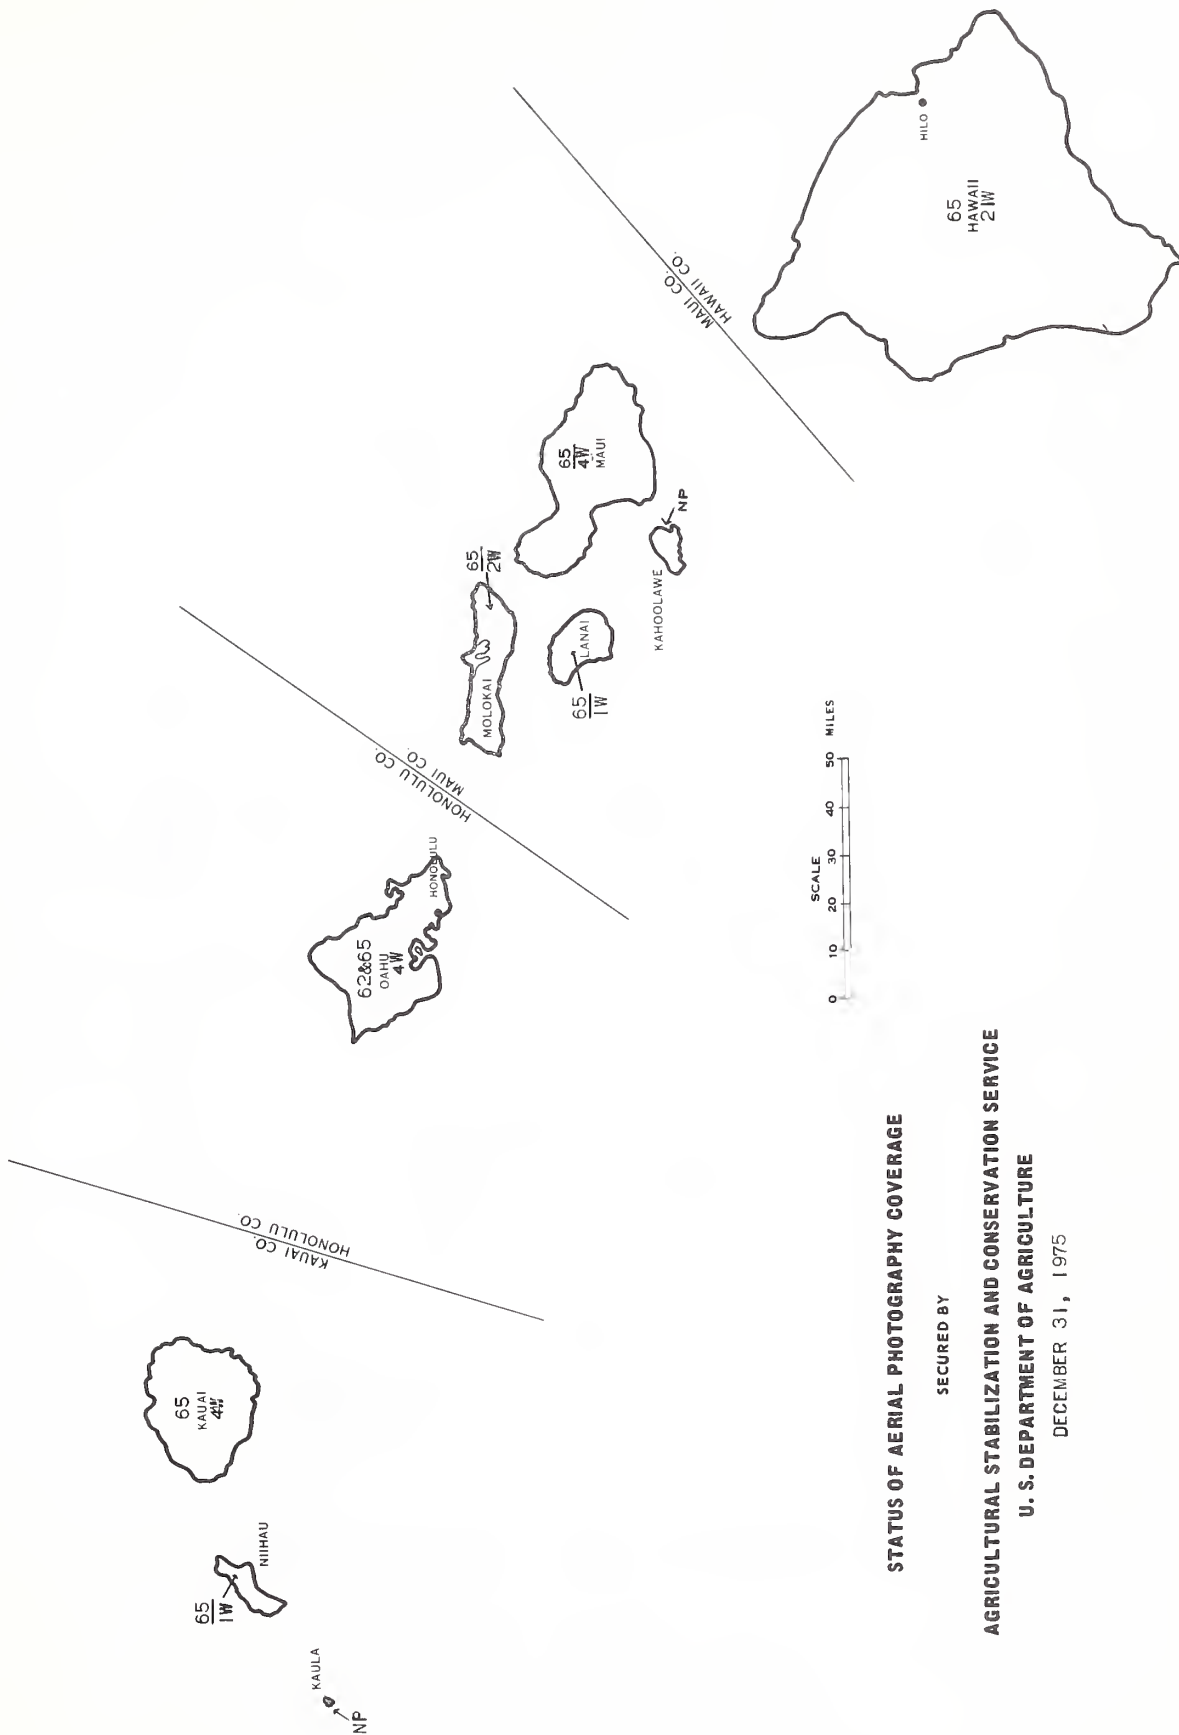 NP
KAULA
65
1W
NIIHAU
65
KAUAI
4W
KAUAI CO.
HONOLULU CO.
62&65
OAHU
4W
HONOLULU
HONOLULU CO.
MAUI CO.
MOLOKAI
65
2W
65
1W
LANAI
KAHOOLAWE
NP
65
4W
MAUI
MAUI CO.
HAWAII CO.
HILO
65
HAWAII
21W
SCALE
0 10 20 30 40 50 MILES
STATUS OF AERIAL PHOTOGRAPHY COVERAGE
SECURED BY
AGRICULTURAL STABILIZATION AND CONSERVATION SERVICE
U. S. DEPARTMENT OF AGRICULTURE
DECEMBER 31, 1975